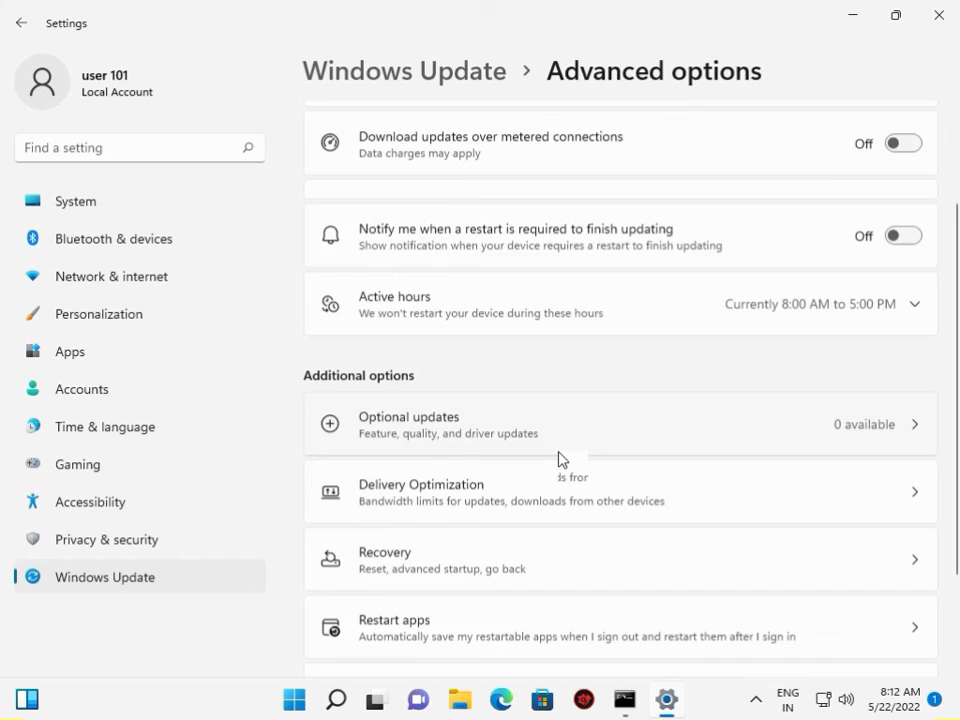 Settings
user 101
Local Account
Find a setting
System
Bluetooth & devices
Network & internet
Personalization
Apps
Accounts
Time & language
Gaming
Accessibility
Privacy & security
Windows Update
Windows Update › Advanced options
Download updates over metered connections
Data charges may apply
Off
Notify me when a restart is required to finish updating
Show notification when your device requires a restart to finish updating
Off
Active hours
We won't restart your device during these hours
Currently 8:00 AM to 5:00 PM
Additional options
Optional updates
Feature, quality, and driver updates
0 available
Delivery Optimization
Bandwidth limits for updates, downloads from other devices
Recovery
Reset, advanced startup, go back
Restart apps
Automatically save my restartable apps when I sign out and restart them after I sign in
ENG
IN
8:12 AM
5/22/2022
1